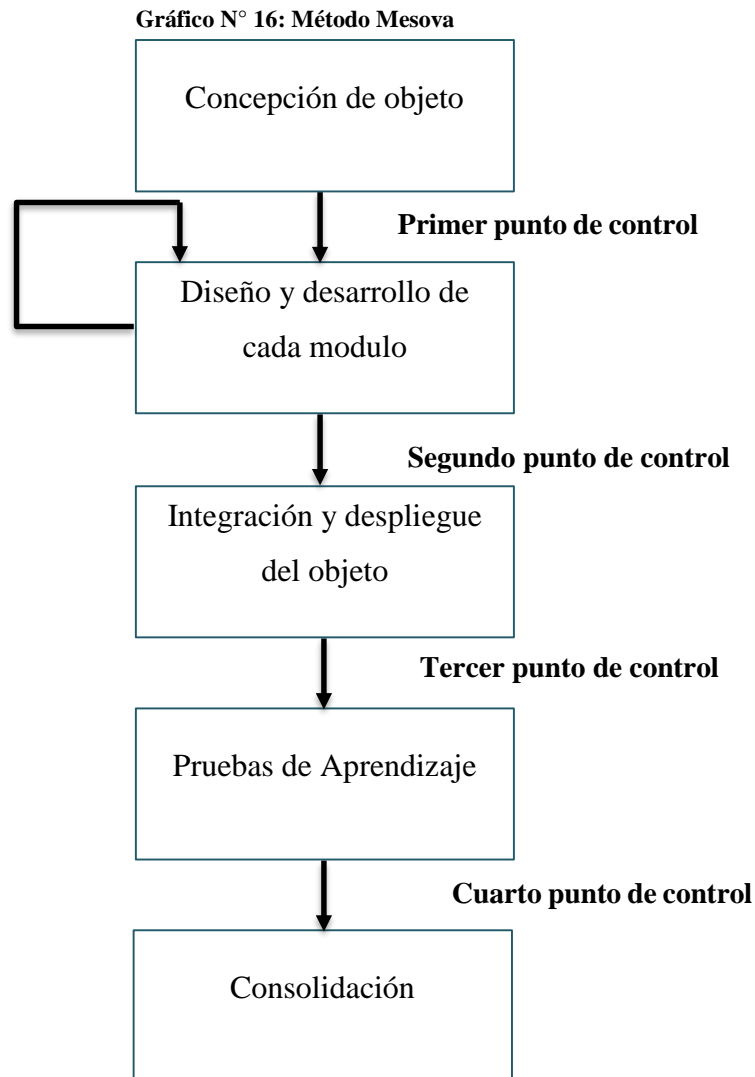 Gráfico N° 16: Método Mesova
Concepción de objeto
Primer punto de control
Diseño y desarrollo de
cada modulo
Segundo punto de control
Integración y despliegue
del objeto
Tercer punto de control
Pruebas de Aprendizaje
Cuarto punto de control
Consolidación